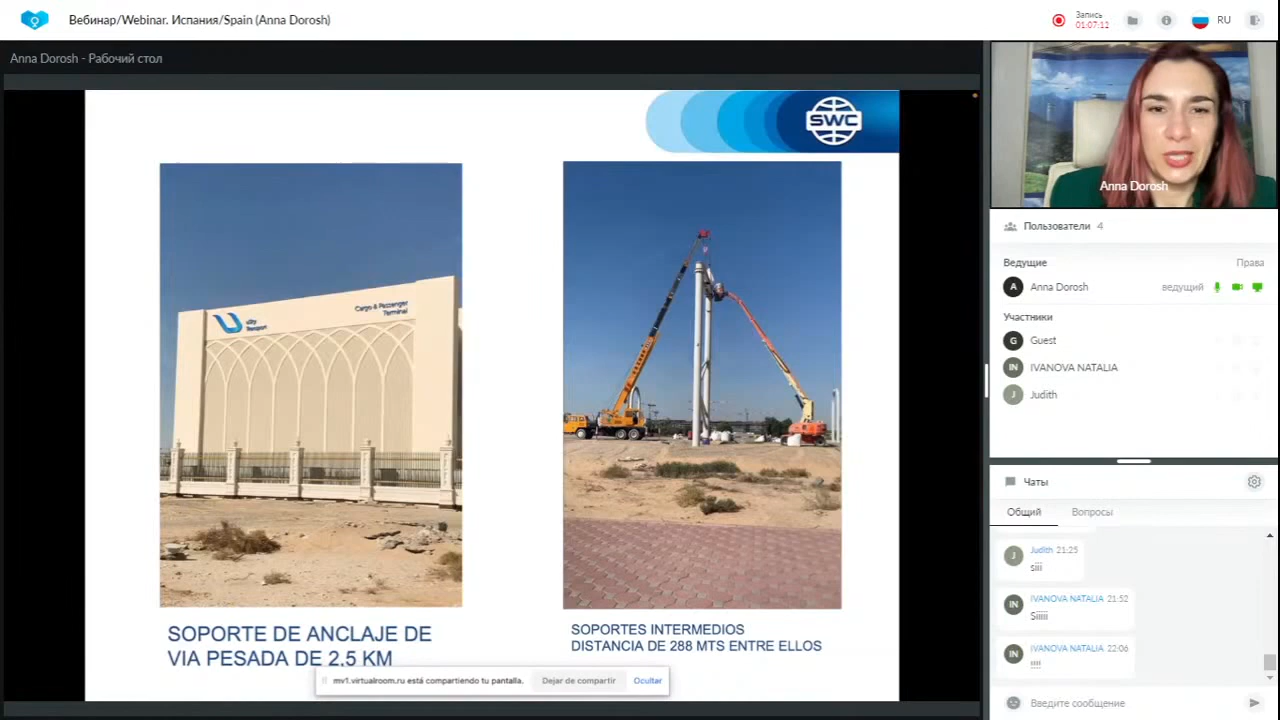 Вебинар/Webinar. Испания/Spain (Anna Dorosh)
Запись
01:07:12
RU
Anna Dorosh - Рабочий стол
SWC
Anna Dorosh
Пользователи 4
Ведущие Права
A Anna Dorosh ведущий
Участники
G Guest
IN IVANOVA NATALIA
J Judith
Cargo & Passenger
Terminal
SOPORTE DE ANCLAJE DE
VIA PESADA DE 2.5 KM
SOPORTES INTERMEDIOS
DISTANCIA DE 288 MTS ENTRE ELLOS
mv1.virtualroom.ru está compartiendo tu pantalla. Dejar de compartir Ocultar
Чаты
Общий Вопросы
J Judith 21:25
siii
IN IVANOVA NATALIA 21:52
Siiiii
IN IVANOVA NATALIA 22:06
!!!!
Введите сообщение